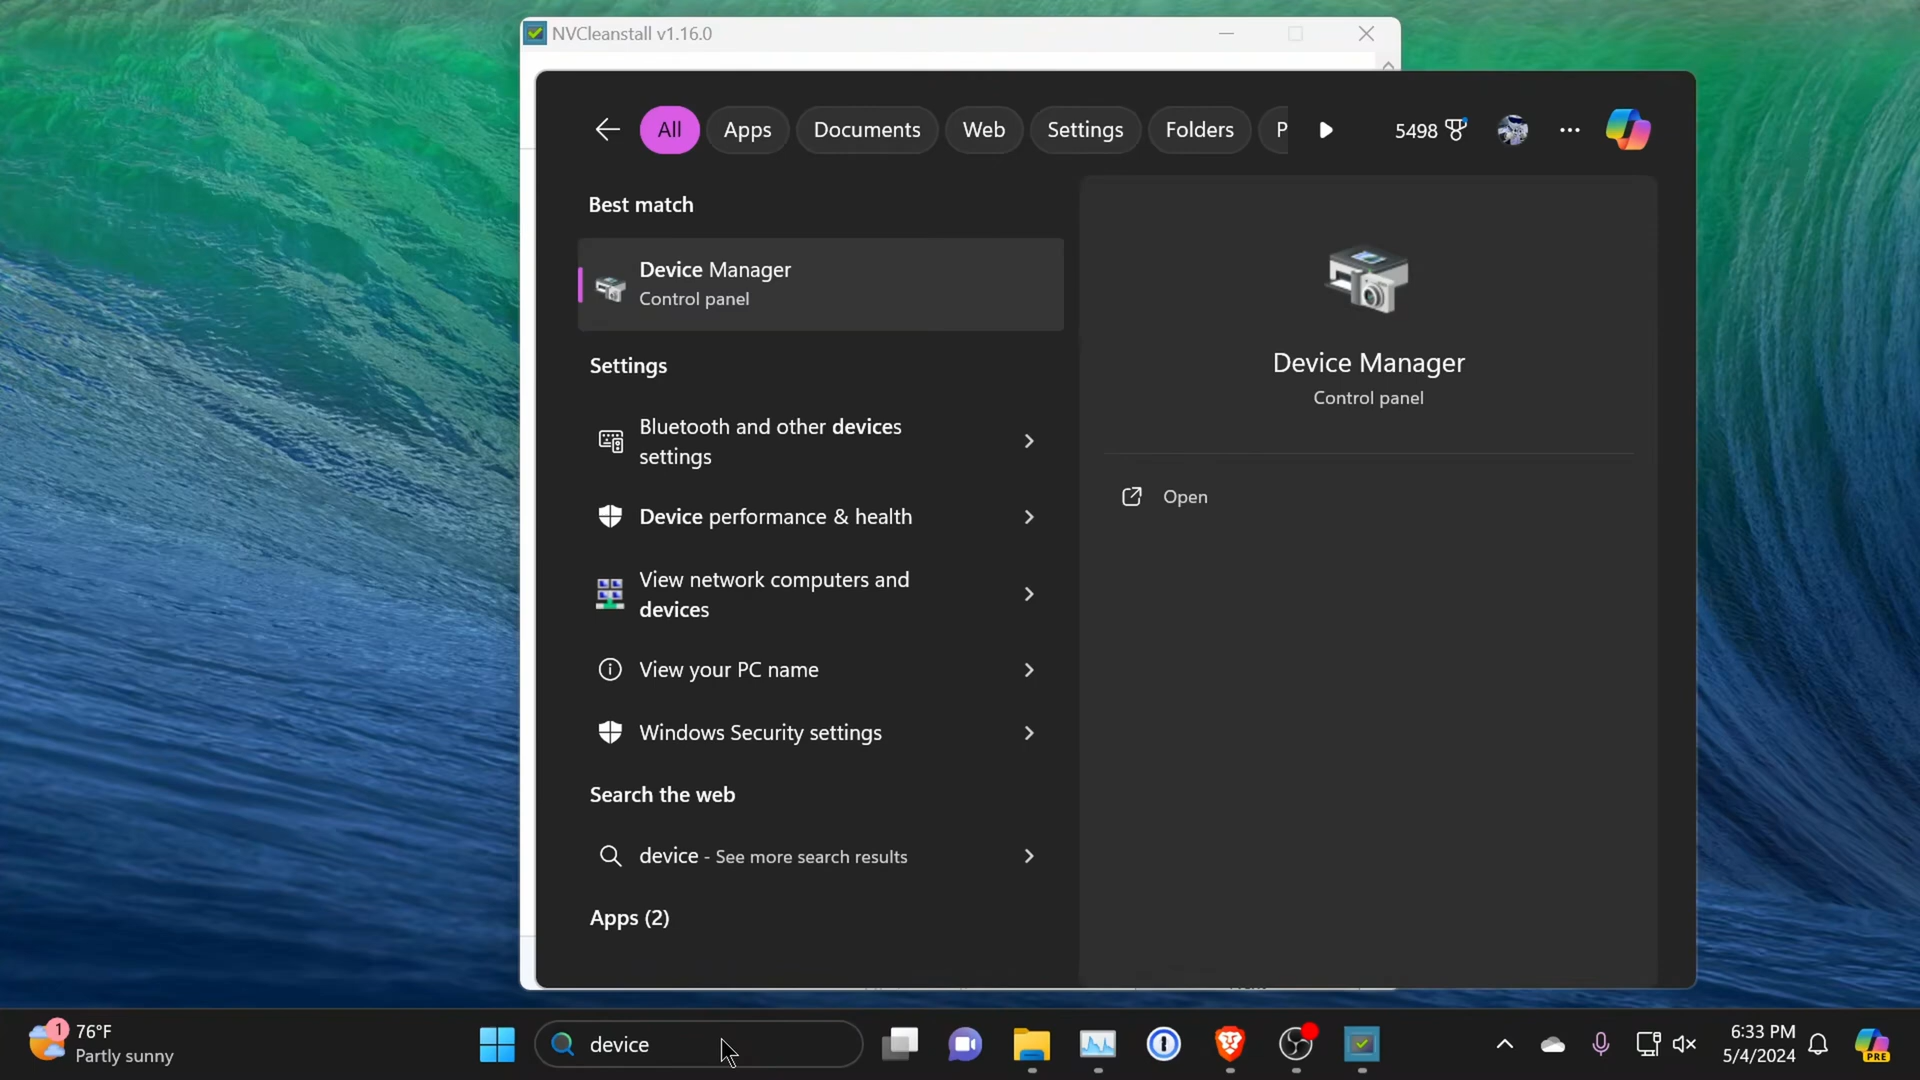 NVCleanstall v1.16.0
All
Apps
Documents
Web
Settings
Folders
P
5498
Best match
Device Manager
Control panel
Settings
Bluetooth and other devices
settings
Device performance & health
View network computers and
devices
View your PC name
Windows Security settings
Search the web
device - See more search results
Apps (2)
Device Manager
Control panel
Open
1
76°F
Partly sunny
device
6:33 PM
5/4/2024
PRE